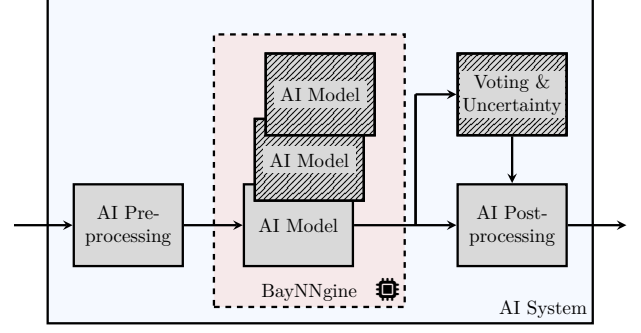 AI Model
Voting &
Uncertainty
AI Model
AI Pre-
processing
AI Model
AI Post-
processing
BayNNgine
AI System